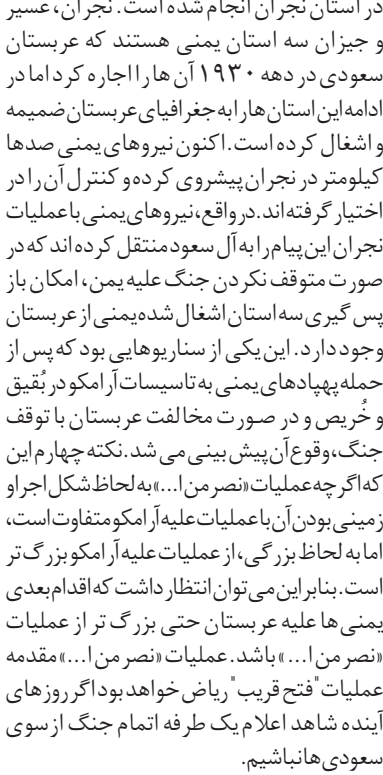 در استان نجران انجام شده است. نجران، عسیر
و جیزان سه استان یمنی هستند که عربستان
سعودی در دهه ۱۹۳۰ آن ها را اجاره کرد اما در
ادامه این استان ها را به جغرافیای عربستان ضمیمه
و اشغال کرده است. اکنون نیروهای یمنی صدها
کیلومتر در نجران پیشروی کرده و کنترل آن را در
اختیار گرفته‌اند. در واقع، نیروهای یمنی با عملیات
نجران این پیام را به آل سعود منتقل کرده اند که در
صورت متوقف نکردن جنگ علیه یمن، امکان باز
پس گیری سه استان اشغال شده یمنی از عربستان
وجود دارد. این یکی از سناریوهایی بود که پس از
حمله پهپادهای یمنی به تاسیسات آرامکو در بُقیق
و خُریص و در صورت مخالفت عربستان با توقف
جنگ، وقوع آن پیش بینی می شد. نکته چهارم این
که اگر چه عملیات «نصر من ا...» به لحاظ شکل اجرا و
زمینی بودن آن با عملیات علیه آرامکو متفاوت است،
اما به لحاظ بزرگی، از عملیات علیه آرامکو بزرگ تر
است. بنابراین می توان انتظار داشت که اقدام بعدی
یمنی ها علیه عربستان حتی بزرگ تر از عملیات
«نصر من ا...» باشد. عملیات «نصر من ا...» مقدمه
عملیات "فتح قریب" ریاض خواهد بود اگر روزهای
آینده شاهد اعلام یک طرفه اتمام جنگ از سوی
سعودی ها نباشیم.